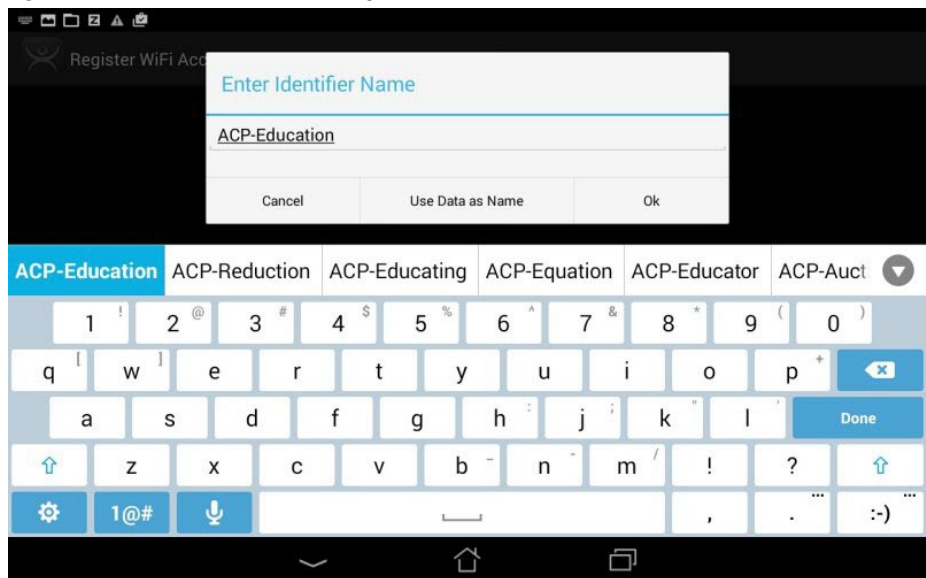 Register WiFi Acc
Enter Identifier Name
ACP-Education
Cancel Use Data as Name Ok
ACP-Education ACP-Reduction ACP-Educating ACP-Equation ACP-Educator ACP-Auct
1 ! 2 @ 3 # 4 $ 5 % 6 ^ 7 & 8 * 9 ( 0 )
q [ w ] e r t y u i o p +
a s d f g h : j ; k " l ' Done
z x c v b - n ˆ m / ! ?
1@# , . ... :-) ...